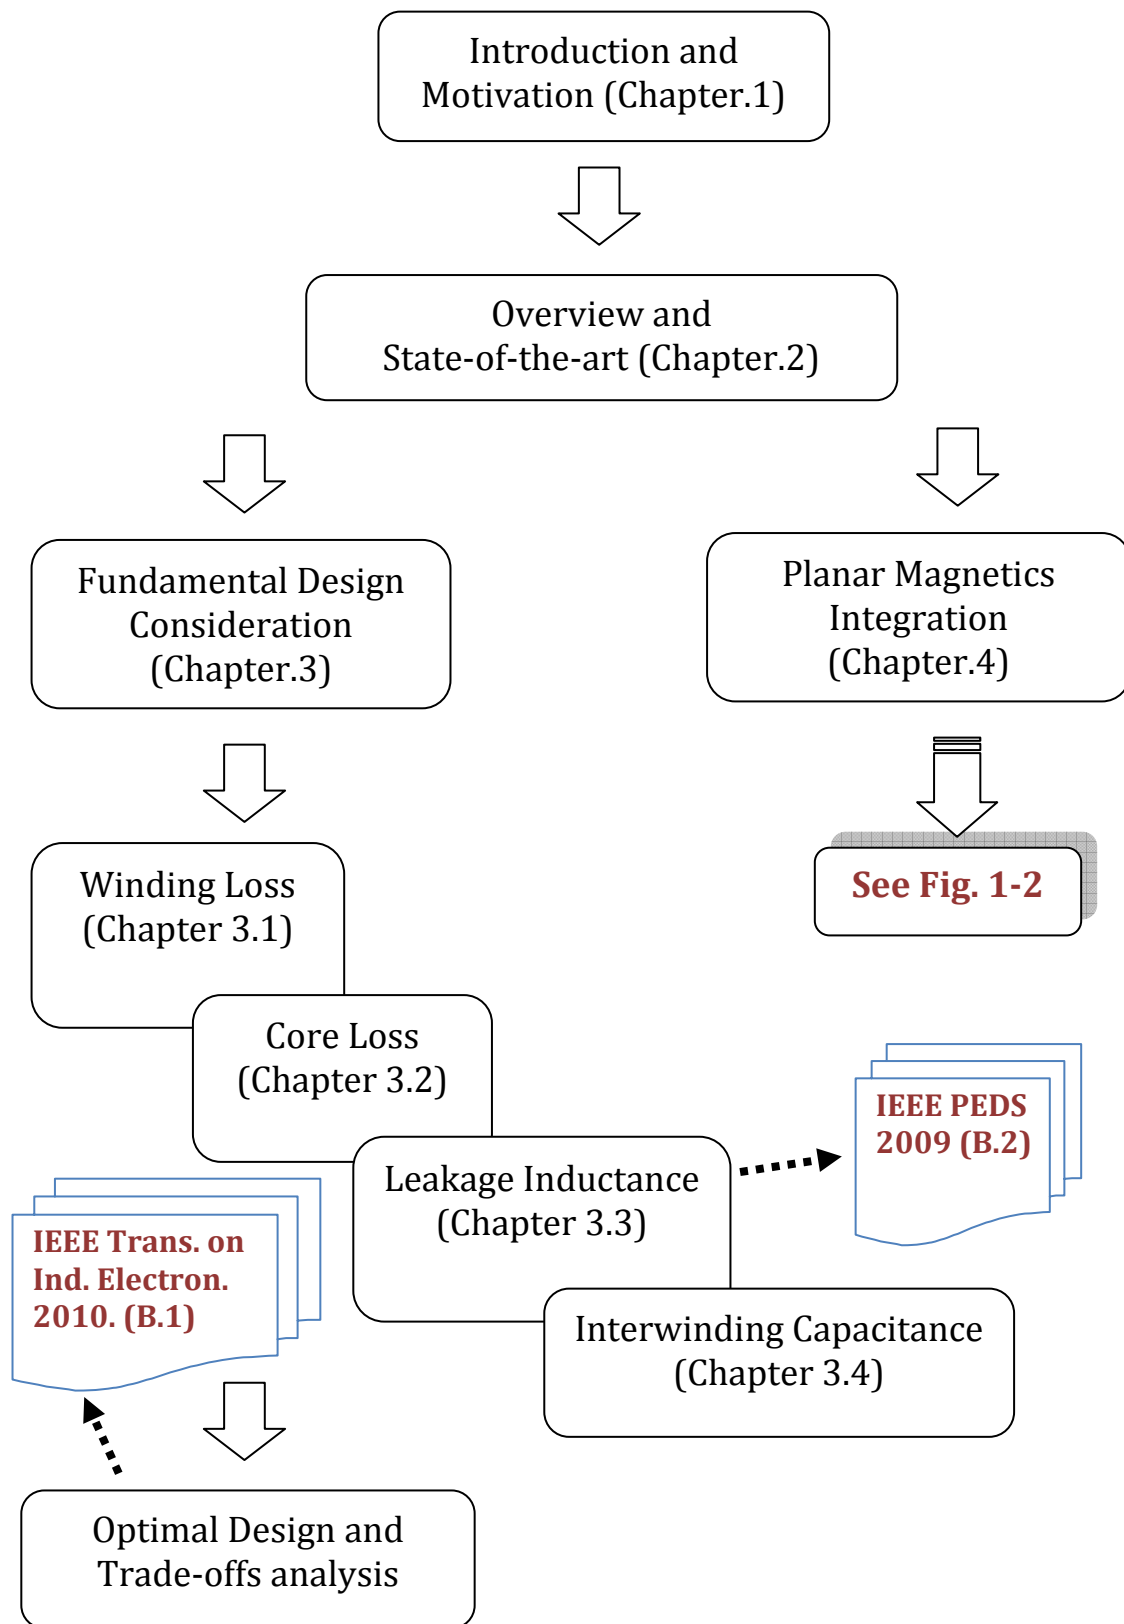 Introduction and
Motivation (Chapter.1)
Overview and
State-of-the-art (Chapter.2)
Fundamental Design
Consideration
(Chapter.3)
Planar Magnetics
Integration
(Chapter.4)
See Fig. 1-2
Winding Loss
(Chapter 3.1)
Core Loss
(Chapter 3.2)
IEEE PEDS
2009 (B.2)
Leakage Inductance
(Chapter 3.3)
IEEE Trans. on
Ind. Electron.
2010. (B.1)
Interwinding Capacitance
(Chapter 3.4)
Optimal Design and
Trade-offs analysis